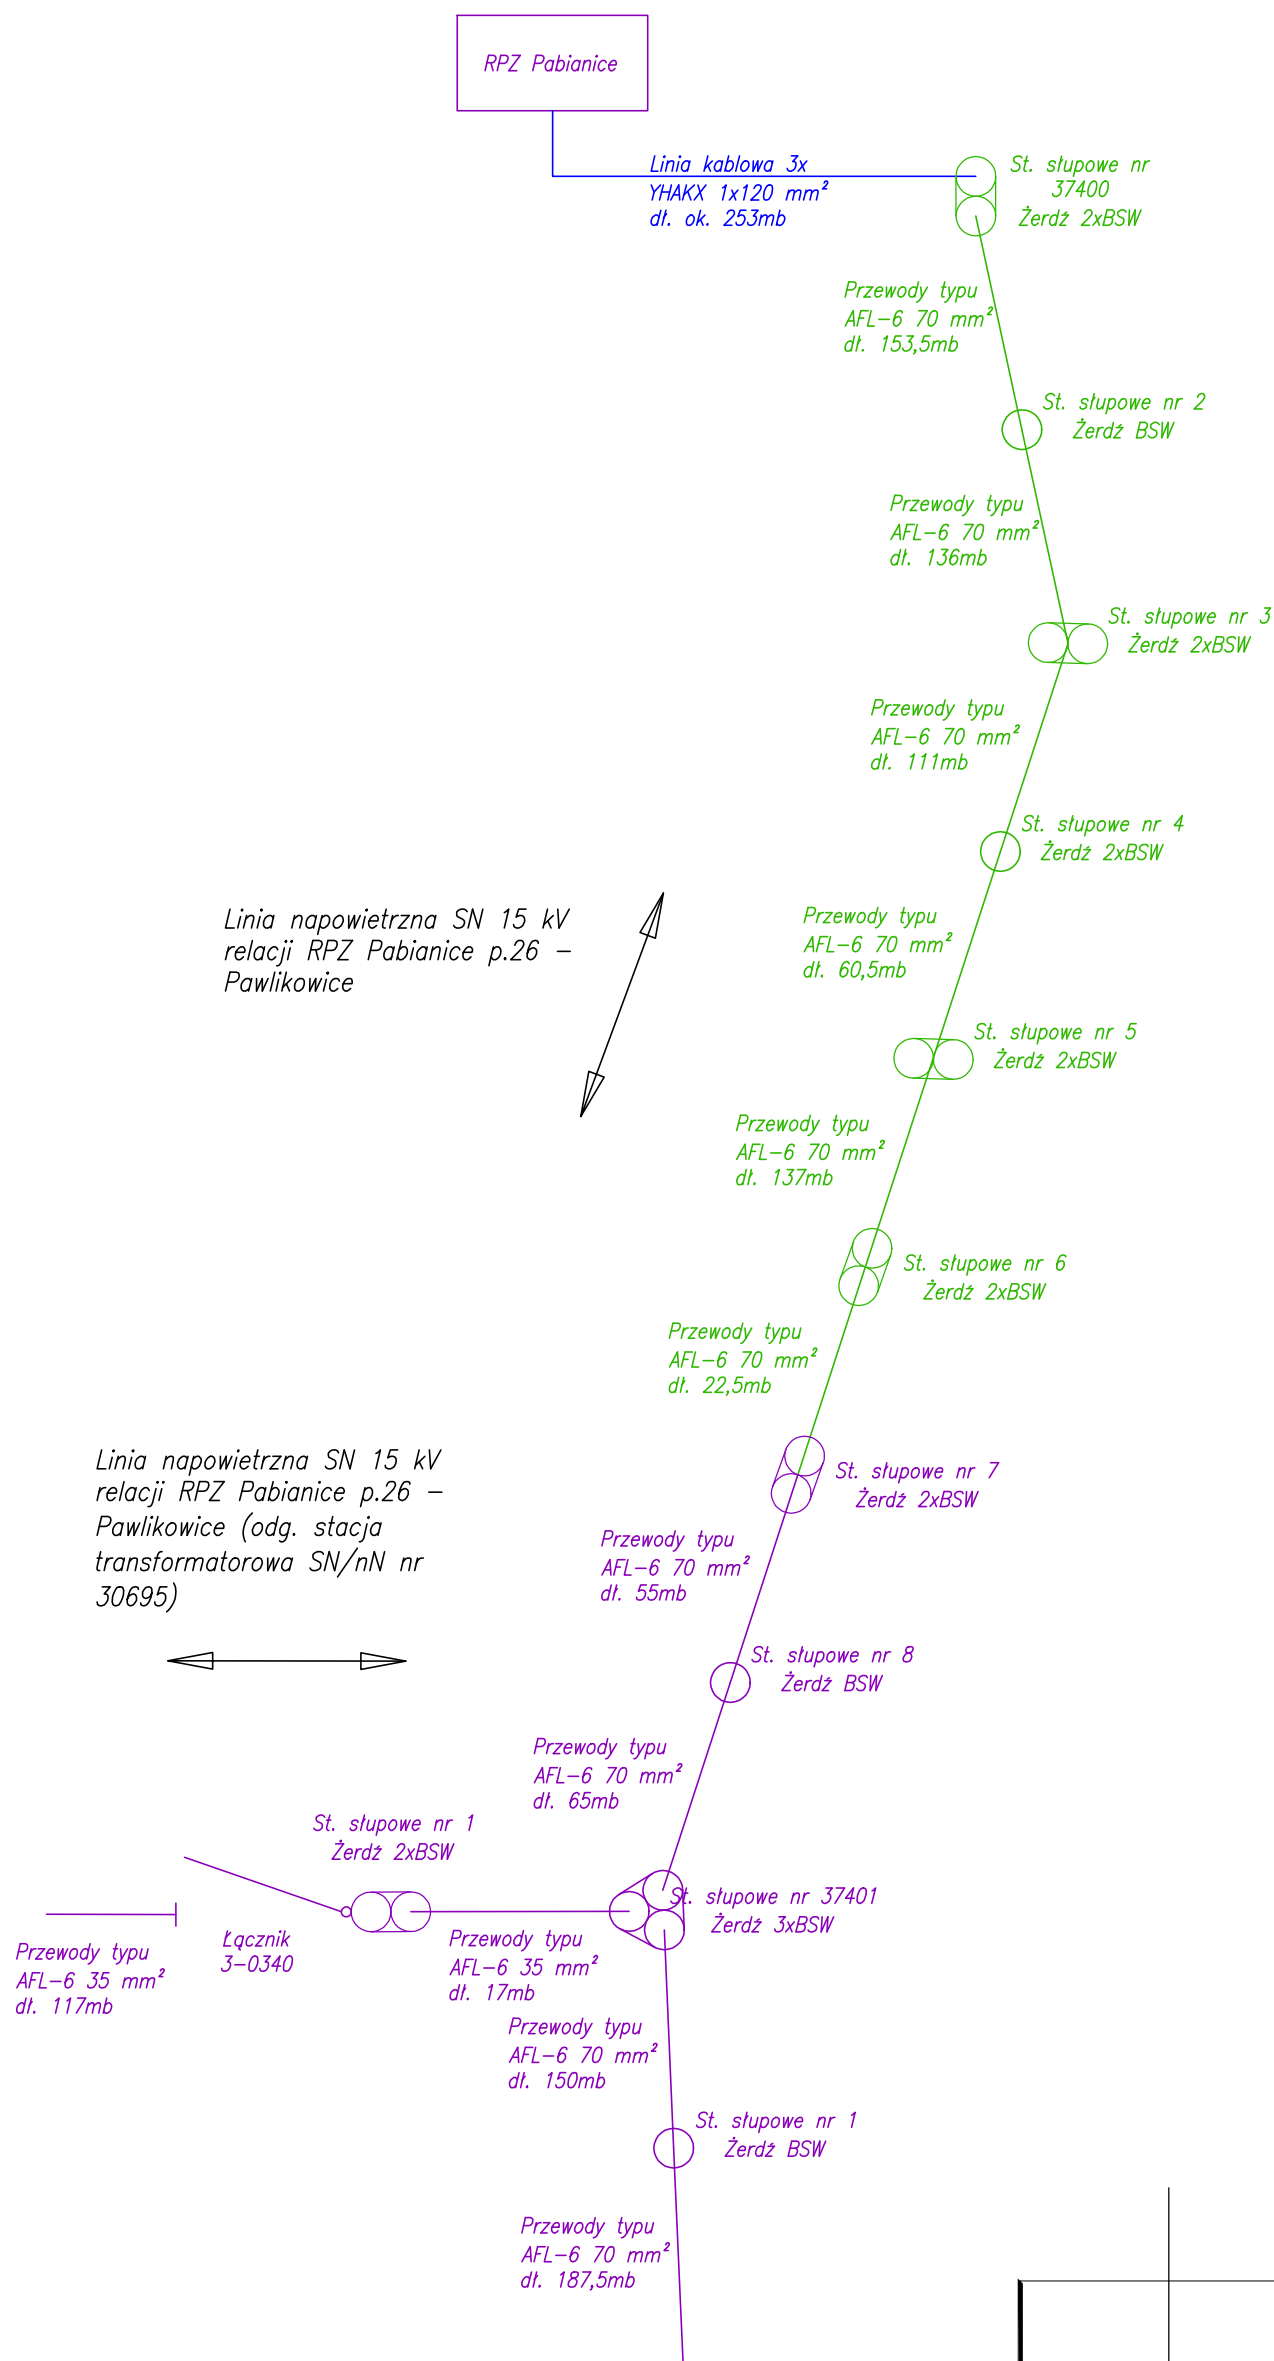 RPZ Pabianice
Linia kablowa 3x
YHAKX 1x120 mm²
dł. ok. 253mb
St. słupowe nr
37400
Żerdź 2xBSW
Przewody typu
AFL-6 70 mm²
dł. 153,5mb
St. słupowe nr 2
Żerdź BSW
Przewody typu
AFL-6 70 mm²
dł. 136mb
St. słupowe nr 3
Żerdź 2xBSW
Przewody typu
AFL-6 70 mm²
dł. 111mb
St. słupowe nr 4
Żerdź 2xBSW
Linia napowietrzna SN 15 kV
relacji RPZ Pabianice p.26 –
Pawlikowice
Przewody typu
AFL-6 70 mm²
dł. 60,5mb
St. słupowe nr 5
Żerdź 2xBSW
Przewody typu
AFL-6 70 mm²
dł. 137mb
St. słupowe nr 6
Żerdź 2xBSW
Przewody typu
AFL-6 70 mm²
dł. 22,5mb
Linia napowietrzna SN 15 kV
relacji RPZ Pabianice p.26 –
Pawlikowice (odg. stacja
transformatorowa SN/nN nr
30695)
St. słupowe nr 7
Żerdź 2xBSW
Przewody typu
AFL-6 70 mm²
dł. 55mb
St. słupowe nr 8
Żerdź BSW
Przewody typu
AFL-6 70 mm²
dł. 65mb
St. słupowe nr 1
Żerdź 2xBSW
St. słupowe nr 37401
Żerdź 3xBSW
Łącznik
3-0340
Przewody typu
AFL-6 35 mm²
dł. 117mb
Przewody typu
AFL-6 35 mm²
dł. 17mb
Przewody typu
AFL-6 70 mm²
dł. 150mb
St. słupowe nr 1
Żerdź BSW
Przewody typu
AFL-6 70 mm²
dł. 187,5mb